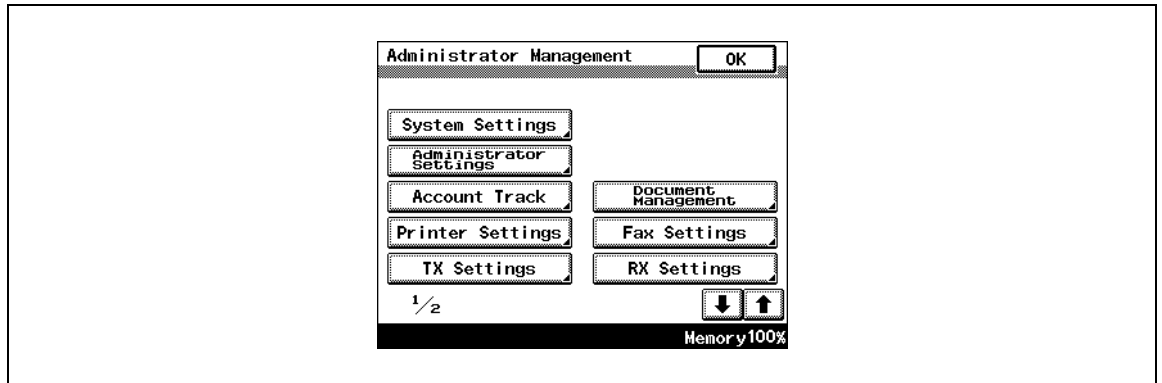 Administrator Management
OK
System Settings
Administrator
Settings
Account Track
Document
Management
Printer Settings
Fax Settings
TX Settings
RX Settings
1/2
Memory100%